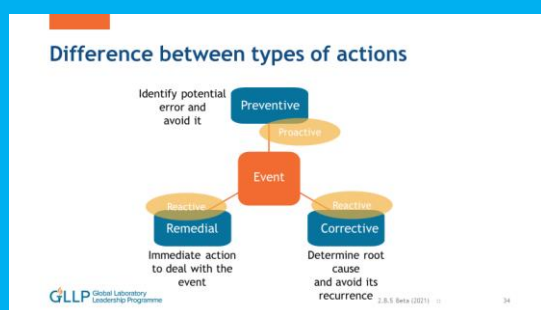 Difference between types of actions
Identify potential
error and
avoid it
Preventive
Proactive
Event
Reactive
Remedial
Reactive
Corrective
Immediate action
to deal with the
event
Determine root
cause
and avoid its
recurrence
GLLP Global Laboratory
Leadership Programme
2.B.5 Beta (2021)
34